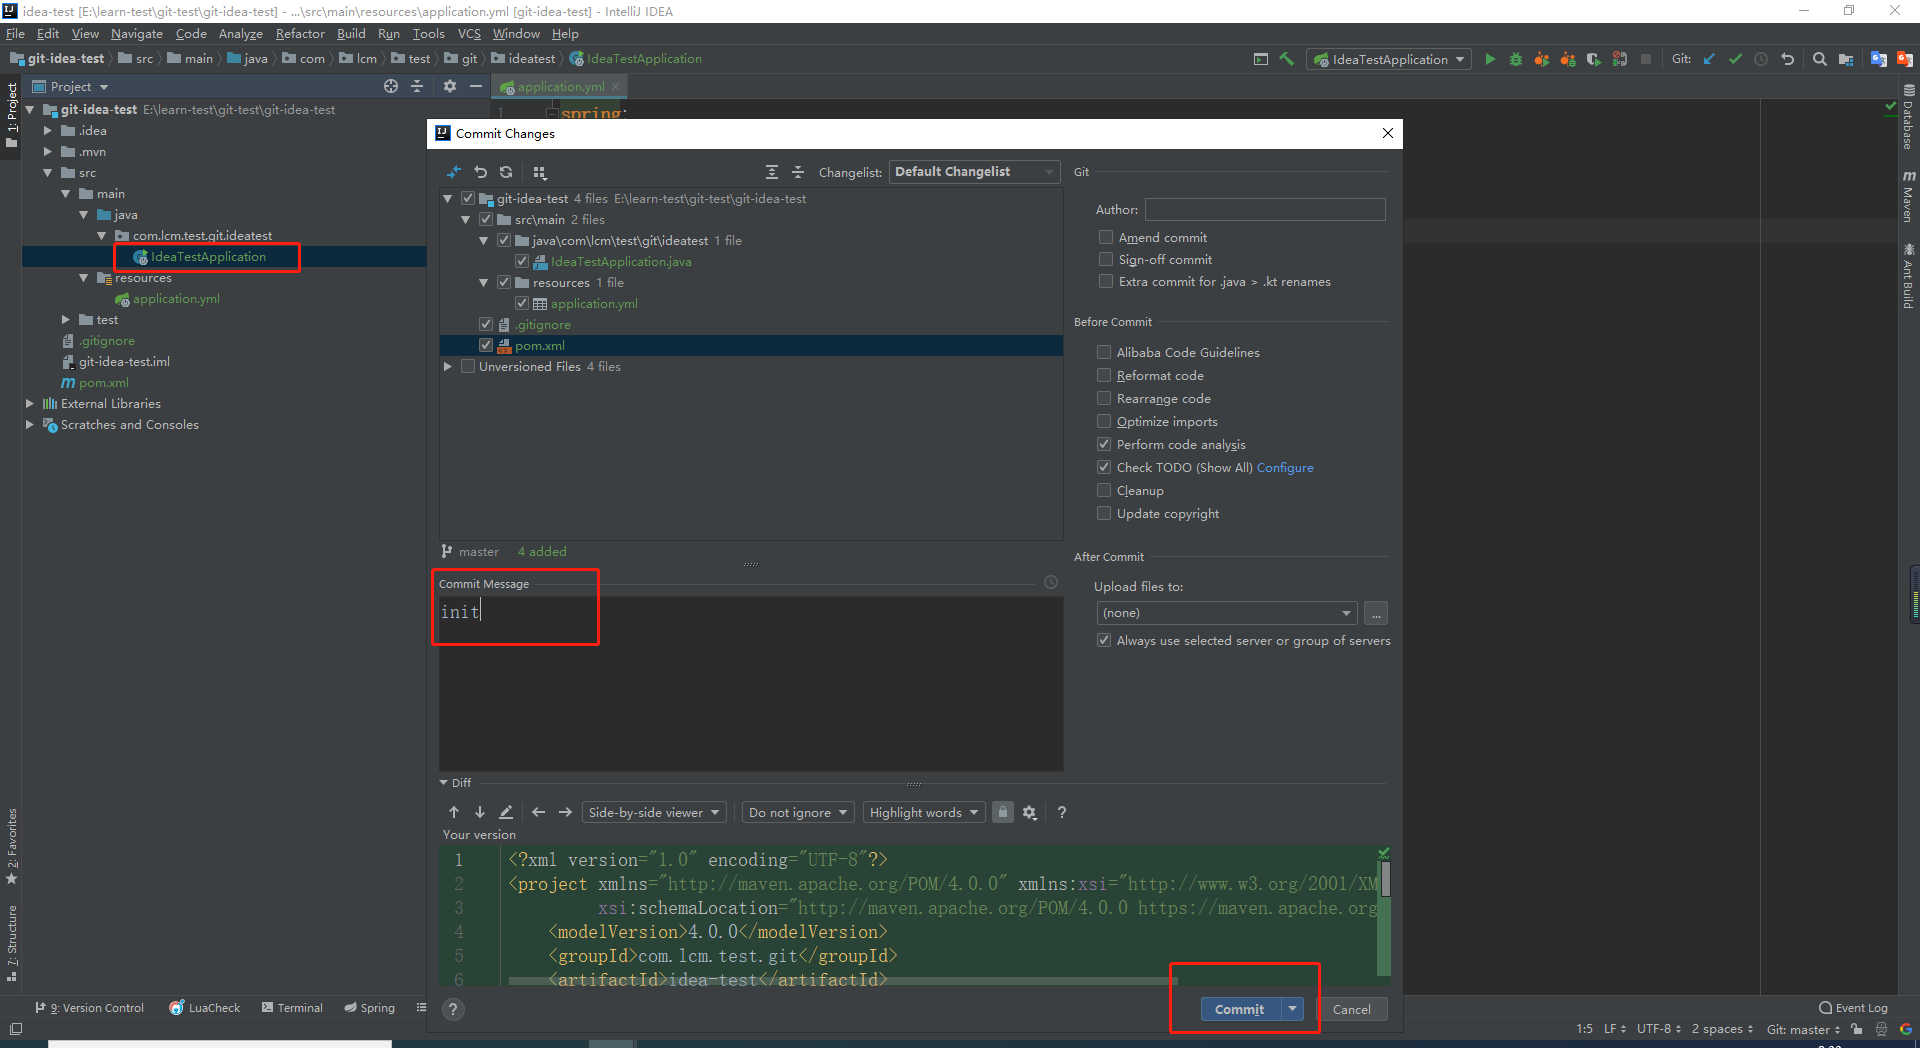 idea-test [E:\learn-test\git-test\git-idea-test] - ...\src\main\resources\application.yml [git-idea-test] - IntelliJ IDEA
File Edit View Navigate Code Analyze Refactor Build Run Tools VCS Window Help
git-idea-test src main java com lcm test git ideatest IdeaTestApplication
IdeaTestApplication Git:
1: Project
Project
application.yml
git-idea-test E:\learn-test\git-test\git-idea-test
.idea
.mvn
src
main
java
com.lcm.test.git.ideatest
IdeaTestApplication
resources
application.yml
test
.gitignore
git-idea-test.iml
pom.xml
External Libraries
Scratches and Consoles
1 spring:
Commit Changes
Changelist: Default Changelist
git-idea-test 4 files E:\learn-test\git-test\git-idea-test
src\main 2 files
java\com\lcm\test\git\ideatest 1 file
IdeaTestApplication.java
resources 1 file
application.yml
.gitignore
pom.xml
Unversioned Files 4 files
master 4 added
Commit Message
init
Git
Author:
Amend commit
Sign-off commit
Extra commit for .java > .kt renames
Before Commit
Alibaba Code Guidelines
Reformat code
Rearrange code
Optimize imports
Perform code analysis
Check TODO (Show All) Configure
Cleanup
Update copyright
After Commit
Upload files to:
(none) ...
Always use selected server or group of servers
Diff
Side-by-side viewer Do not ignore Highlight words ?
Your version
1 <?xml version="1.0" encoding="UTF-8"?>
2 <project xmlns="http://maven.apache.org/POM/4.0.0" xmlns:xsi="http://www.w3.org/2001/XM
3 xsi:schemaLocation="http://maven.apache.org/POM/4.0.0 https://maven.apache.org
4 <modelVersion>4.0.0</modelVersion>
5 <groupId>com.lcm.test.git</groupId>
6 <artifactId>idea-test</artifactId>
? Commit Cancel
Database
Maven
Ant Build
2: Favorites
7: Structure
9: Version Control LuaCheck Terminal Spring Event Log
1:5 LF UTF-8 2 spaces Git: master